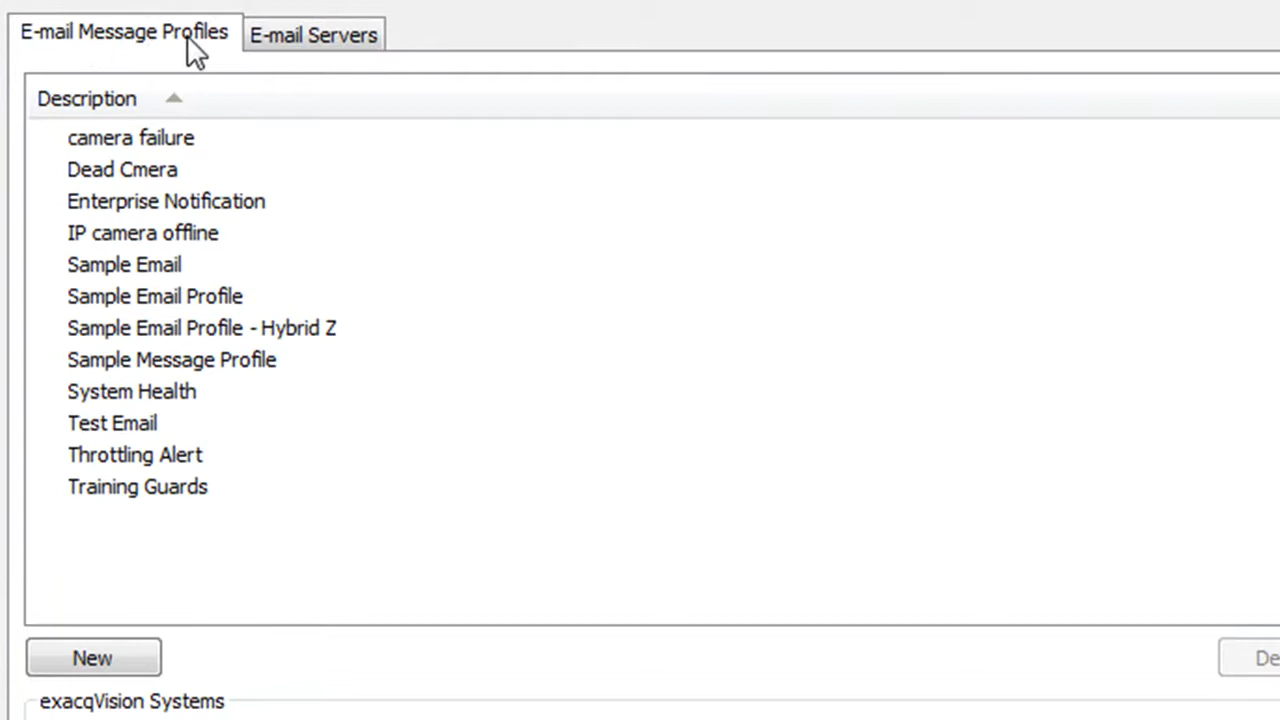 E-mail Message Profiles
E-mail Servers
Description
camera failure
Dead Cmera
Enterprise Notification
IP camera offline
Sample Email
Sample Email Profile
Sample Email Profile - Hybrid Z
Sample Message Profile
System Health
Test Email
Throttling Alert
Training Guards
New
De
exacqVision Systems